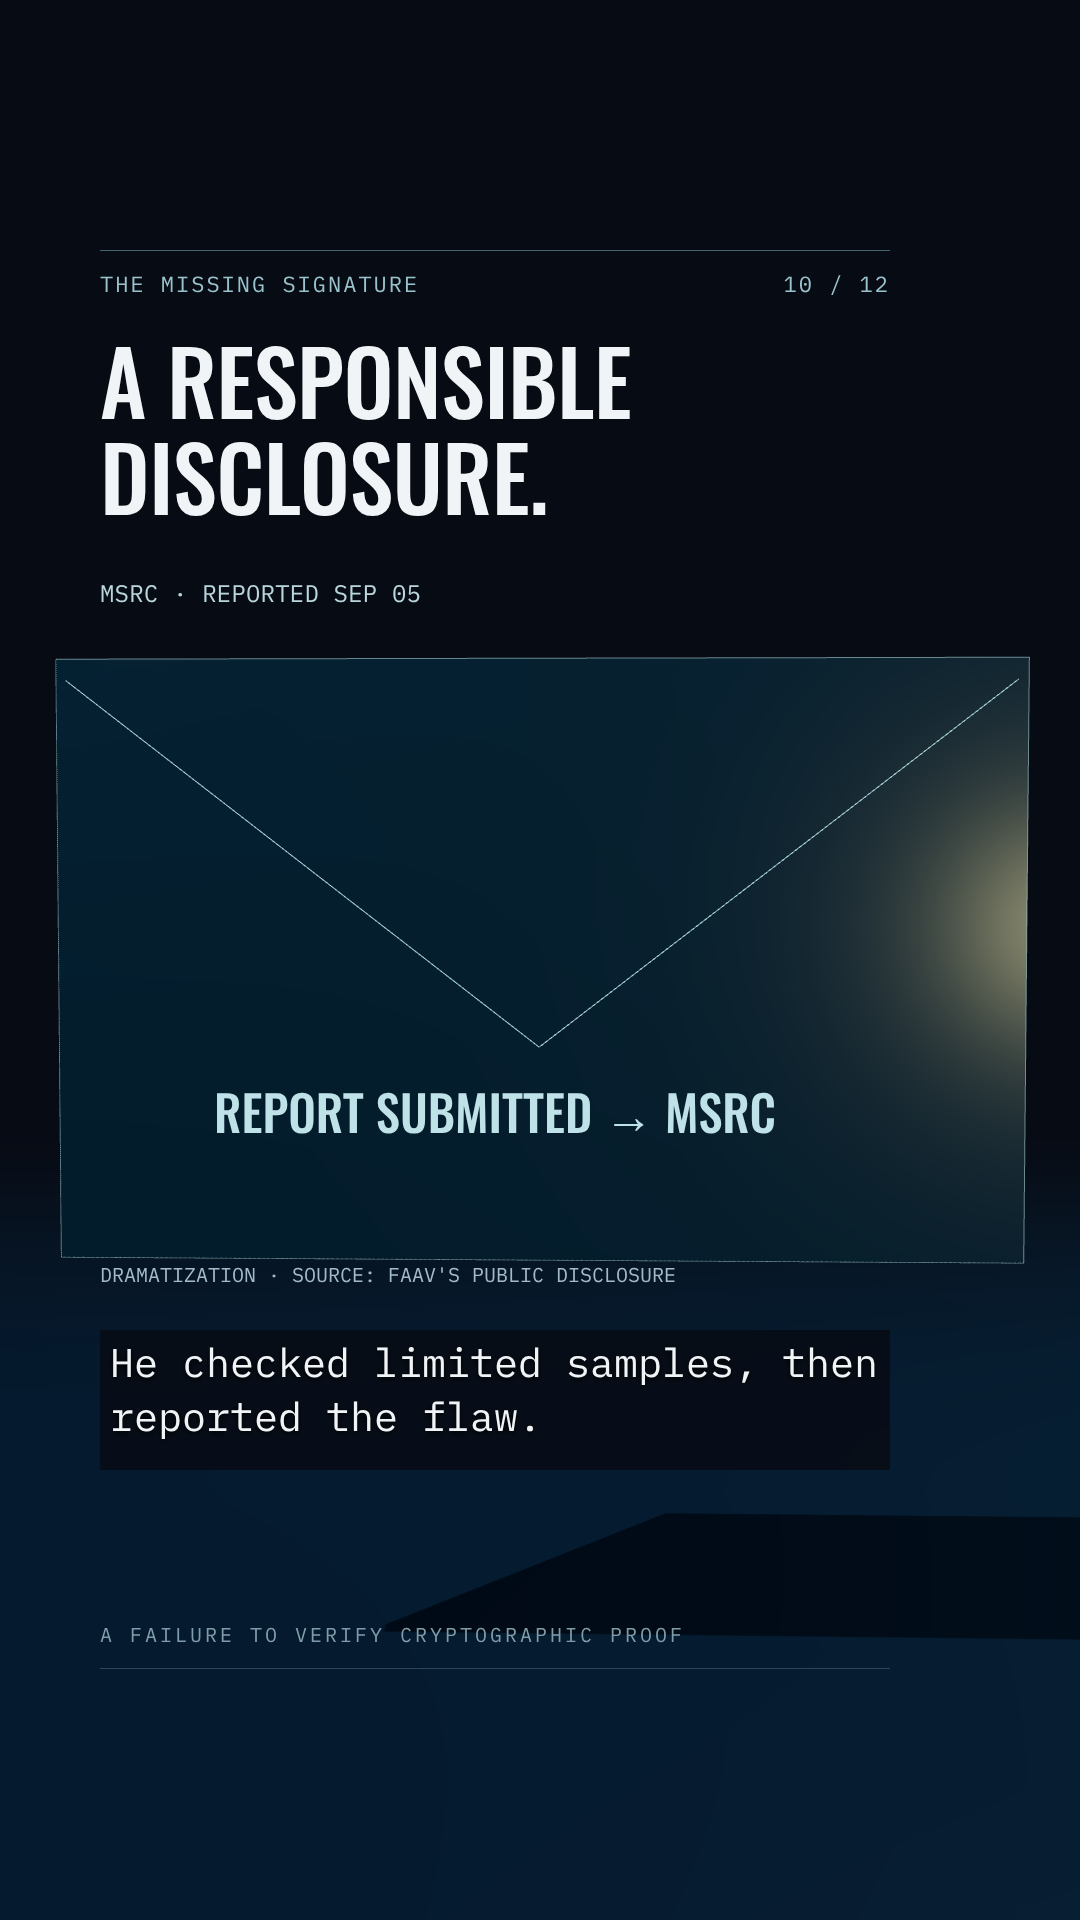 THE MISSING SIGNATURE
10 / 12
A RESPONSIBLE
DISCLOSURE.
MSRC · REPORTED SEP 05
REPORT SUBMITTED → MSRC
DRAMATIZATION · SOURCE: FAAV'S PUBLIC DISCLOSURE
He checked limited samples, then
reported the flaw.
A FAILURE TO VERIFY CRYPTOGRAPHIC PROOF